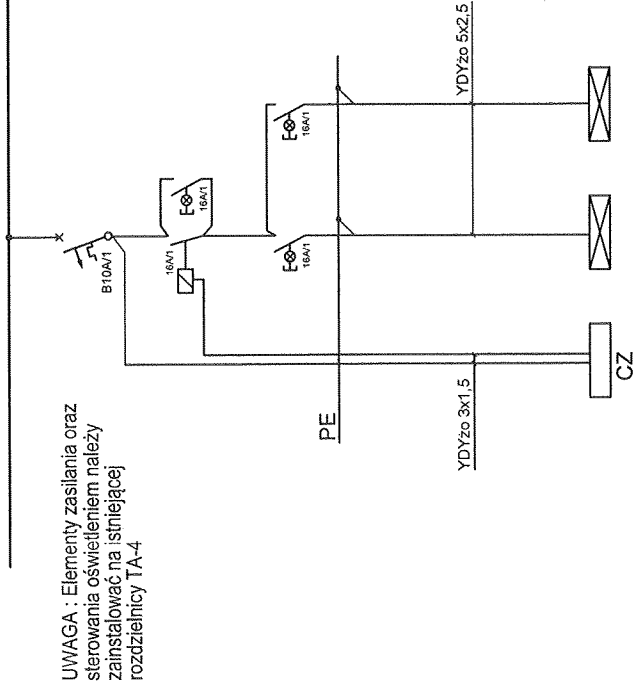 UWAGA : Elementy zasilania oraz
sterowania oświetleniem należy
zainstalować na istniejącej
rozdzielnicy TA-4
B10A/1
16A/1
16A/1
16A/1
16A/1
PE
YDYżo 3x1,5
YDYżo 5x2,5
CZ